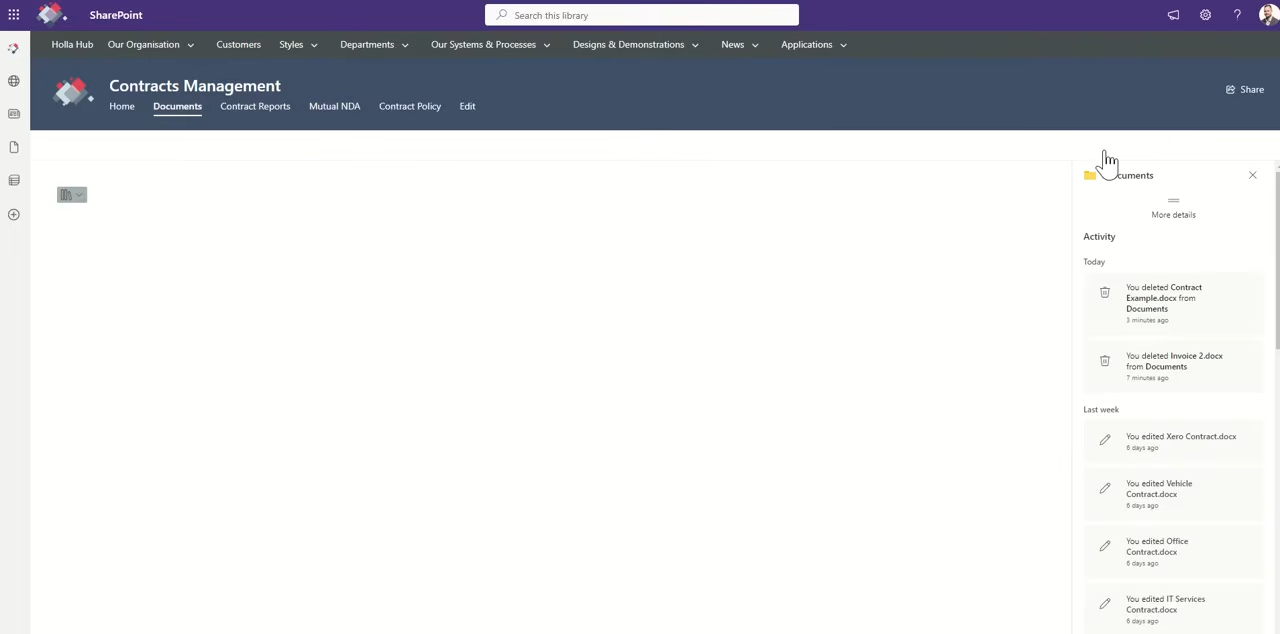 SharePoint
Search this library
Holla Hub Our Organisation Customers Styles Departments Our Systems & Processes Designs & Demonstrations News Applications
Contracts Management
Share
Home Documents Contract Reports Mutual NDA Contract Policy Edit
cuments
More details
Activity
Today
You deleted Contract
Example.docx from
Documents
3 minutes ago
You deleted Invoice 2.docx
from Documents
7 minutes ago
Last week
You edited Xero Contract.docx
6 days ago
You edited Vehicle
Contract.docx
6 days ago
You edited Office
Contract.docx
6 days ago
You edited IT Services
Contract.docx
6 days ago